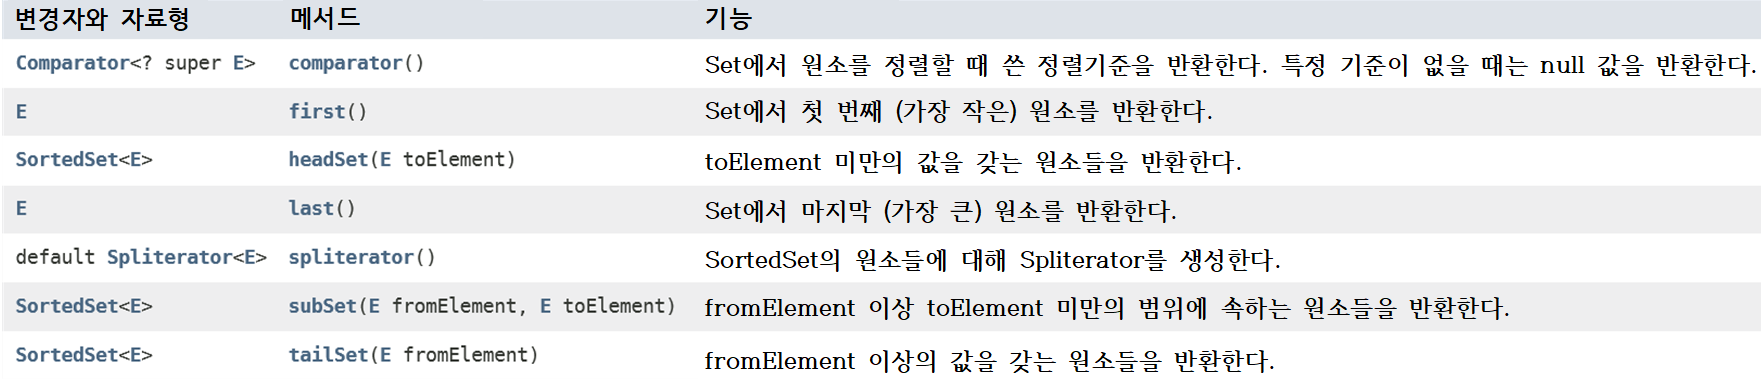 변경자와 자료형 메서드 기능
Comparator<? super E> comparator() Set에서 원소를 정렬할 때 쓴 정렬기준을 반환한다. 특정 기준이 없을 때는 null 값을 반환한다.
E first() Set에서 첫 번째 (가장 작은) 원소를 반환한다.
SortedSet<E> headSet(E toElement) toElement 미만의 값을 갖는 원소들을 반환한다.
E last() Set에서 마지막 (가장 큰) 원소를 반환한다.
default Spliterator<E> spliterator() SortedSet의 원소들에 대해 Spliterator를 생성한다.
SortedSet<E> subSet(E fromElement, E toElement) fromElement 이상 toElement 미만의 범위에 속하는 원소들을 반환한다.
SortedSet<E> tailSet(E fromElement) fromElement 이상의 값을 갖는 원소들을 반환한다.